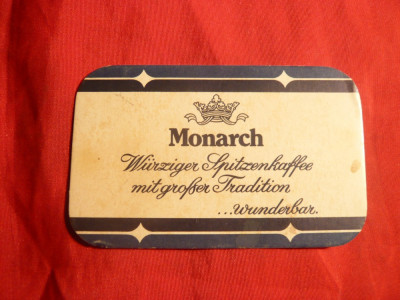 Monarch
Würziger Spitzenkaffee
mit großer Tradition
...wunderbar.